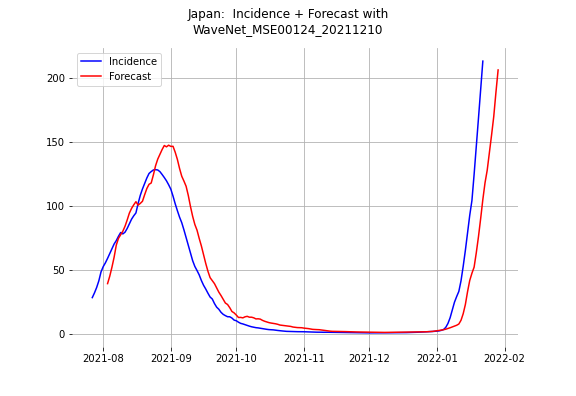 Japan:  Incidence + Forecast with
WaveNet_MSE00124_20211210
Incidence
Forecast
200
150
100
50
0
2021-08 2021-09 2021-10 2021-11 2021-12 2022-01 2022-02